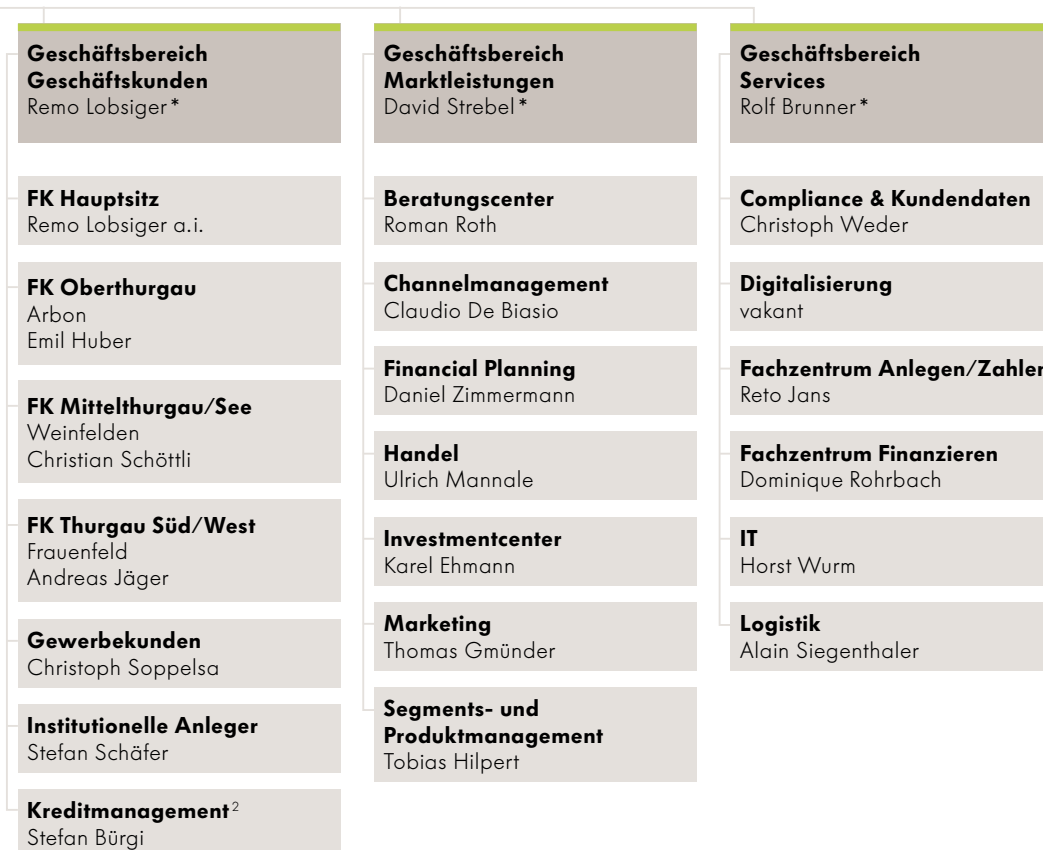 Geschäftsbereich
Geschäftskunden
Remo Lobsiger*
FK Hauptsitz
Remo Lobsiger a.i.
FK Oberthurgau
Arbon
Emil Huber
FK Mittelthurgau/See
Weinfelden
Christian Schöttli
FK Thurgau Süd/West
Frauenfeld
Andreas Jäger
Gewerbekunden
Christoph Soppelsa
Institutionelle Anleger
Stefan Schäfer
Kreditmanagement²
Stefan Bürgi
Geschäftsbereich
Marktleistungen
David Strebel*
Beratungscenter
Roman Roth
Channelmanagement
Claudio De Biasio
Financial Planning
Daniel Zimmermann
Handel
Ulrich Mannale
Investmentcenter
Karel Ehmann
Marketing
Thomas Gmünder
Segments- und
Produktmanagement
Tobias Hilpert
Geschäftsbereich
Services
Rolf Brunner*
Compliance & Kundendaten
Christoph Weder
Digitalisierung
vakant
Fachzentrum Anlegen/Zahlen
Reto Jans
Fachzentrum Finanzieren
Dominique Rohrbach
IT
Horst Wurm
Logistik
Alain Siegenthaler